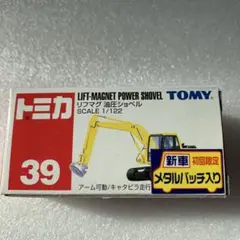 トミカ
LIFT-MAGNET POWER SHOVEL
リフマグ 油圧ショベル
SCALE 1/122
TOMY
39
新車 初回限定
メタルバッチ入り
アーム可動/キャタピラ走行